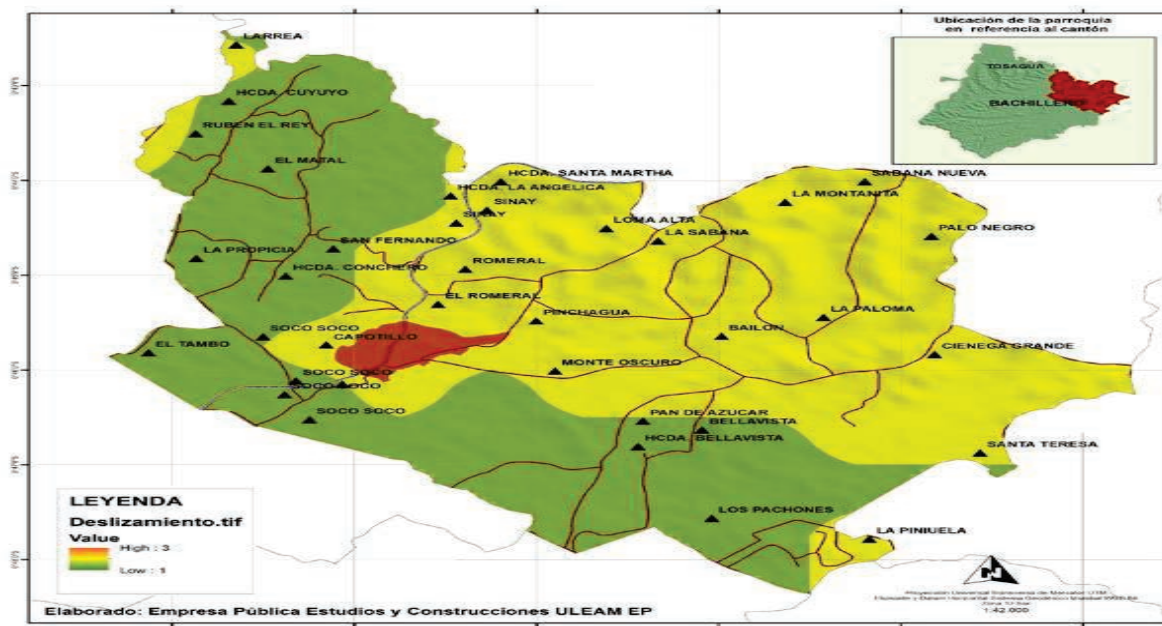 Ubicación de la parroquia
en referencia al cantón
TOSAGUA
BACHILLERO
LARREA
HCDA. CUYUYO
RUBEN EL REY
EL MATAL
HCDA. SANTA MARTHA
HCDA. LA ANGELICA
SINAY
SINAY
SABANA NUEVA
LA MONTANITA
LOMA ALTA
LA SABANA
PALO NEGRO
SAN FERNANDO
LA PROPICIA
HCDA. CONCHERO
ROMERAL
EL ROMERAL
PINCHAGUA
LA PALOMA
BAILON
SOCO SOCO
CAPOTILLO
EL TAMBO
CIENEGA GRANDE
MONTE OSCURO
SOCO SOCO
SOCO SOCO
SOCO SOCO
PAN DE AZUCAR
BELLAVISTA
HCDA. BELLAVISTA
SANTA TERESA
LOS PACHONES
LA PINIUELA
LEYENDA
Deslizamiento.tif
Value
High : 3
Low : 1
N
1:42.000
Elaborado: Empresa Pública Estudios y Construcciones ULEAM EP